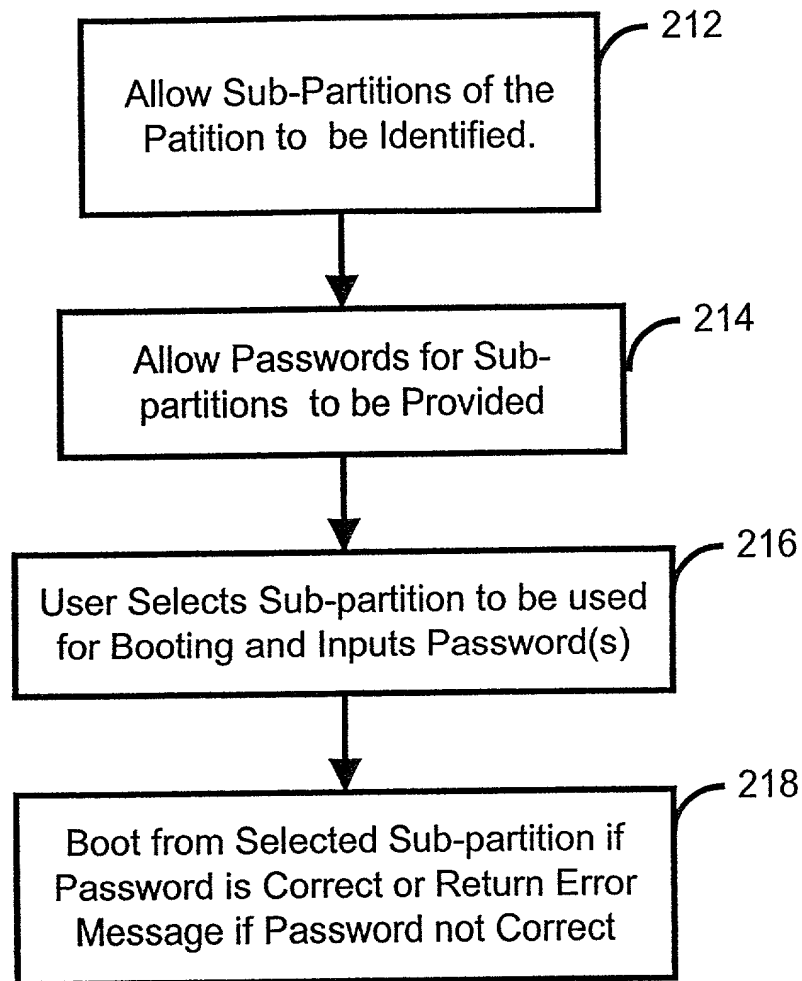 212
Allow Sub-Partitions of the
Patition to be Identified.
214
Allow Passwords for Sub-
partitions to be Provided
216
User Selects Sub-partition to be used
for Booting and Inputs Password(s)
218
Boot from Selected Sub-partition if
Password is Correct or Return Error
Message if Password not Correct